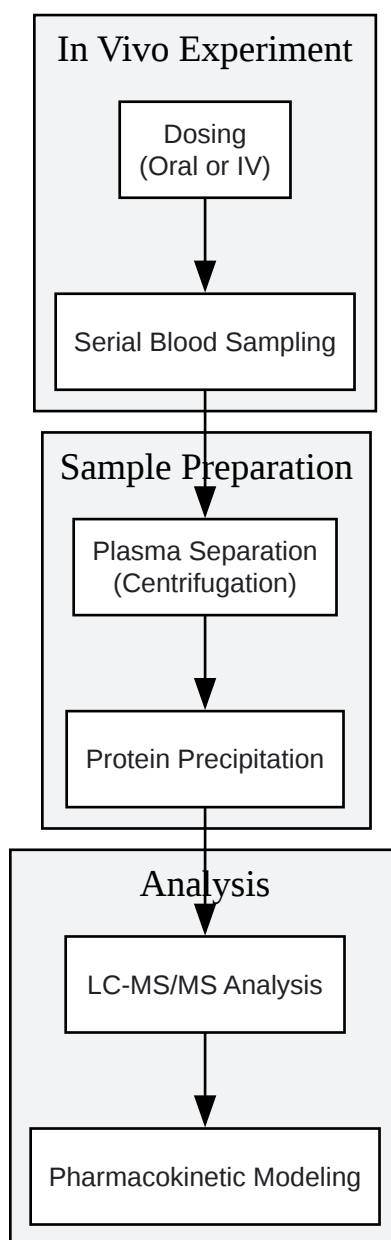 In Vivo Experiment
Dosing
(Oral or IV)
Serial Blood Sampling
Sample Preparation
Plasma Separation
(Centrifugation)
Protein Precipitation
Analysis
LC-MS/MS Analysis
Pharmacokinetic Modeling